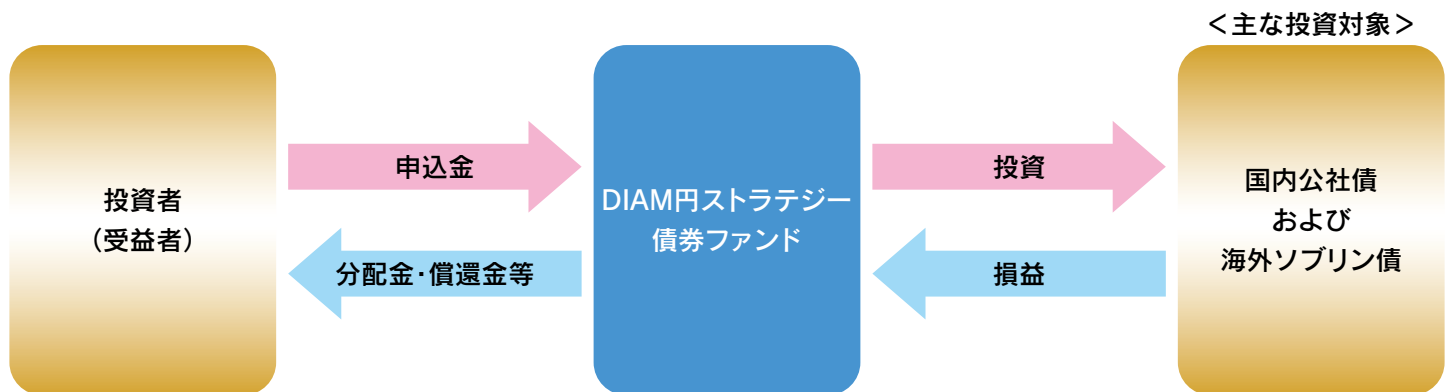 ＜主な投資対象＞
投資者
（受益者）
申込金
分配金・償還金等
DIAM円ストラテジー
債券ファンド
投資
損益
国内公社債
および
海外ソブリン債